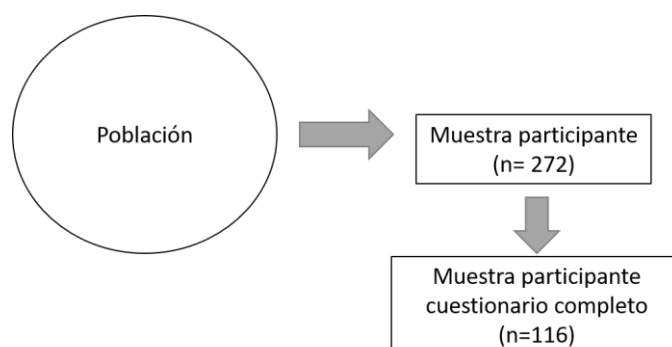 Población
Muestra participante
(n= 272)
Muestra participante
cuestionario completo
(n=116)